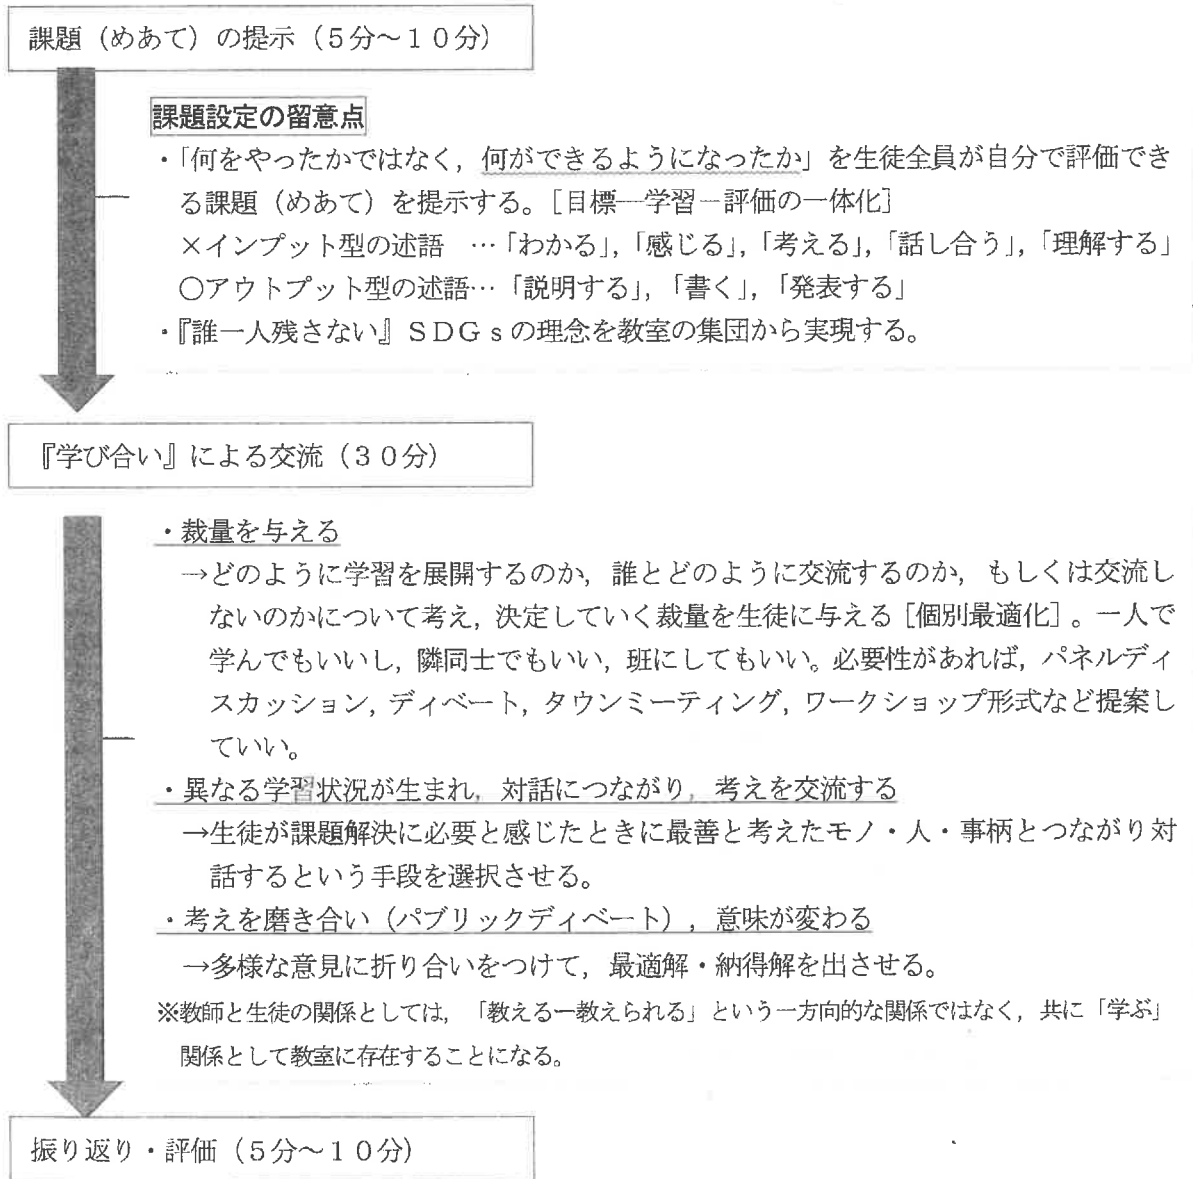 課題（めあて）の提示（５分～１０分）
課題設定の留意点
・「何をやったかではなく，何ができるようになったか」を生徒全員が自分で評価でき
る課題（めあて）を提示する。［目標―学習－評価の一体化］
×インプット型の述語　…「わかる」，「感じる」，「考える」，「話し合う」，「理解する」
○アウトプット型の述語…「説明する」，「書く」，「発表する」
・『誰一人残さない』ＳＤＧｓの理念を教室の集団から実現する。
『学び合い』による交流（３０分）
・裁量を与える
→どのように学習を展開するのか，誰とどのように交流するのか，もしくは交流し
ないのかについて考え，決定していく裁量を生徒に与える［個別最適化］。一人で
学んでもいいし，隣同士でもいい，班にしてもいい。必要性があれば，パネルディ
スカッション，ディベート，タウンミーティング，ワークショップ形式など提案し
ていい。
・異なる学習状況が生まれ，対話につながり，考えを交流する
→生徒が課題解決に必要と感じたときに最善と考えたモノ・人・事柄とつながり対
話するという手段を選択させる。
・考えを磨き合い（パブリックディベート），意味が変わる
→多様な意見に折り合いをつけて，最適解・納得解を出させる。
※教師と生徒の関係としては，「教えるー教えられる」という一方向的な関係ではなく，共に「学ぶ」
関係として教室に存在することになる。
振り返り・評価（５分～１０分）